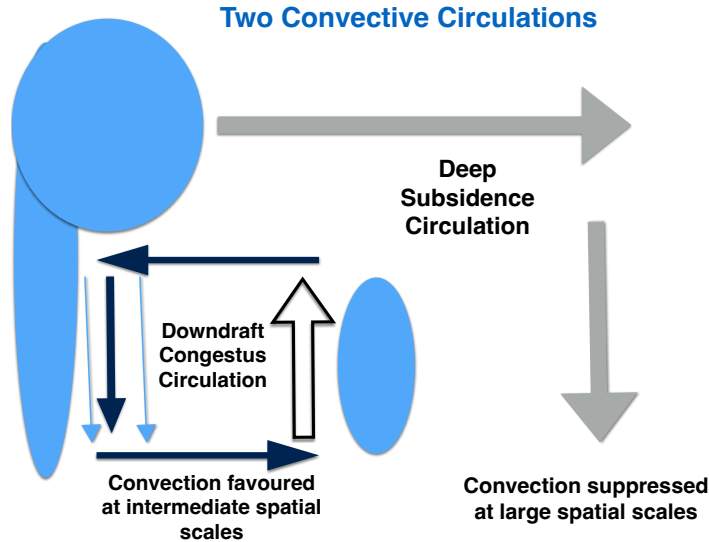 Two Convective Circulations
Deep
Subsidence
Circulation
Downdraft
Congestus
Circulation
Convection favoured
at intermediate spatial
scales
Convection suppressed
at large spatial scales